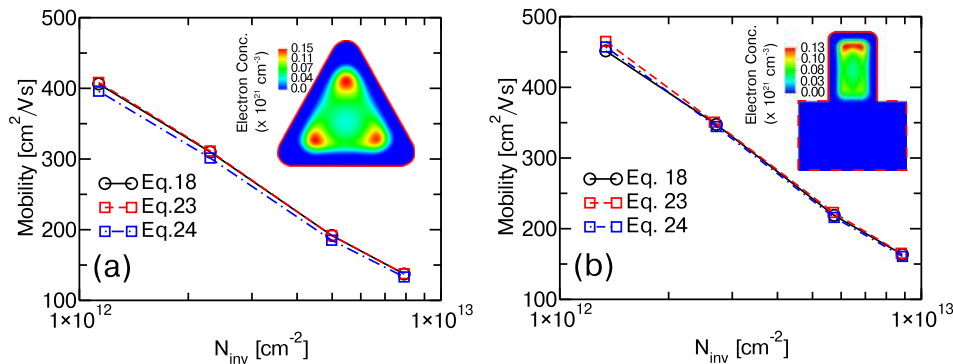 500
400
300
200
100
Mobility [cm²/Vs]
Electron Conc.
(x 10²¹ cm⁻³)
0.15
0.11
0.07
0.04
0.0
Eq.18
Eq.23
Eq.24
(a)
1×10¹²
1×10¹³
N_inv [cm⁻²]
500
400
300
200
100
Mobility [cm²/Vs]
Electron Conc.
(x 10²¹ cm⁻³)
0.13
0.10
0.08
0.03
0.00
Eq. 18
Eq. 23
Eq. 24
(b)
1×10¹²
1×10¹³
N_inv [cm⁻²]